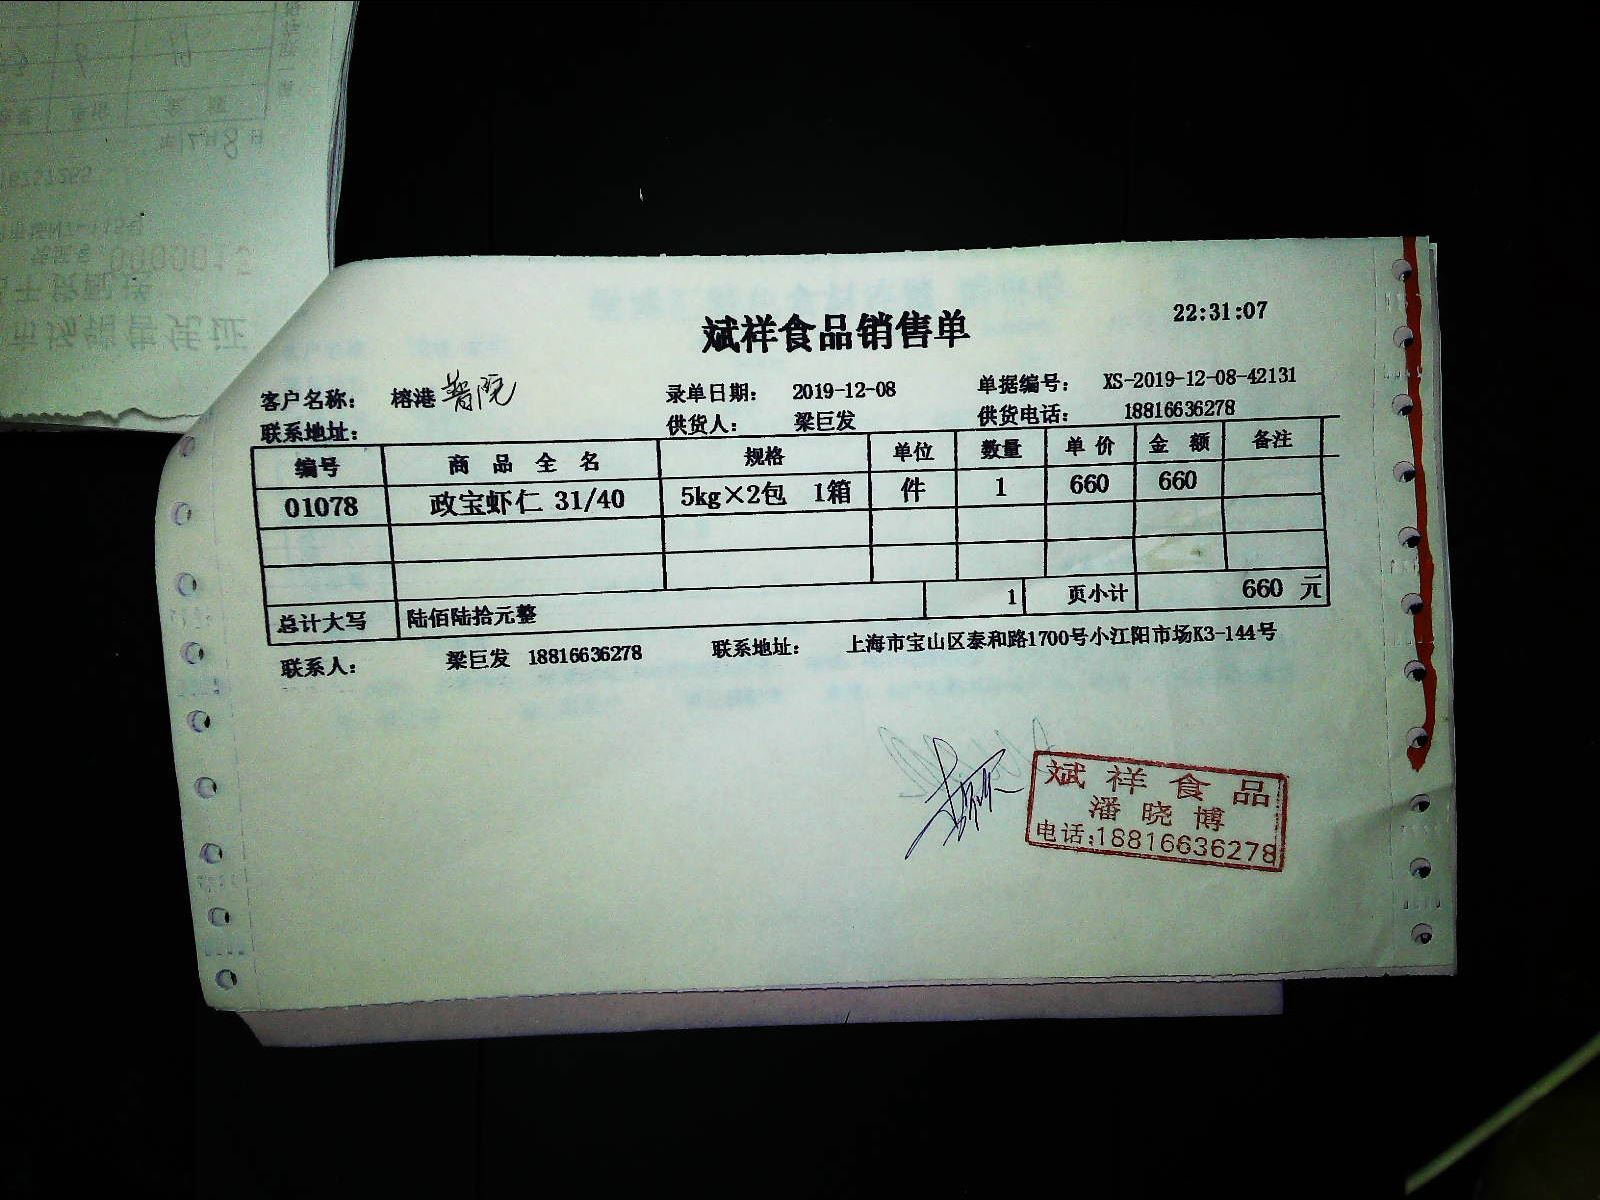 斌祥食品销售单
22:31:07
客户名称： 榕港 普院 录单日期： 2019-12-08 单据编号： XS-2019-12-08-42131
联系地址： 供货人： 梁巨发 供货电话： 18816636278
编号 商品全名 规格 单位 数量 单价 金额 备注
01078 政宝虾仁 31/40 5kg×2包 1箱 件 1 660 660
总计大写 陆佰陆拾元整 1 页小计 660 元
联系人： 梁巨发 18816636278 联系地址： 上海市宝山区泰和路1700号小江阳市场K3-144号
斌祥食品
潘晓博
电话:18816636278